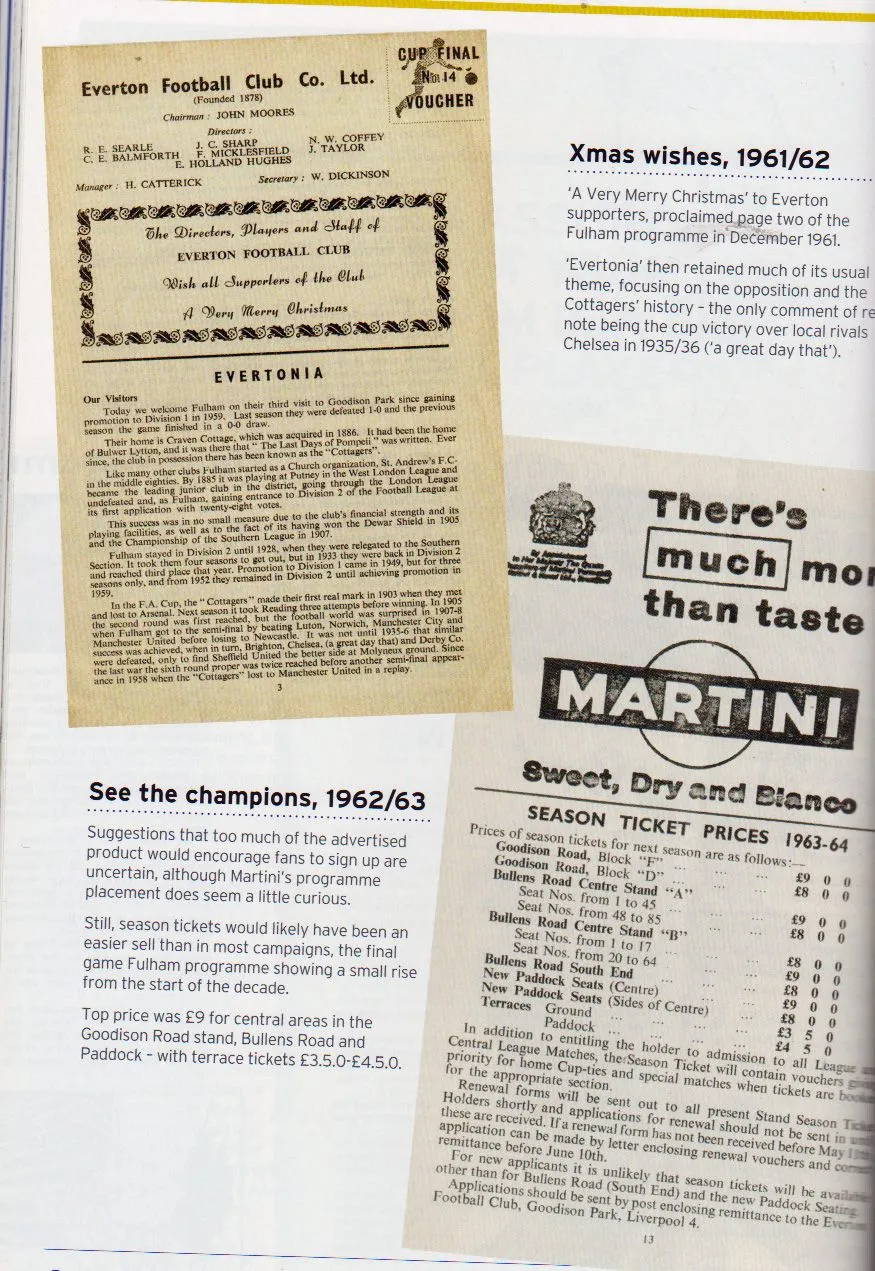 Everton Football Club Co. Ltd.
(Founded 1878)
Chairman : JOHN MOORES
Directors :
R. E. SEARLE J. C. SHARP N. W. COFFEY
C. E. BALMFORTH F. MICKLESFIELD J. TAYLOR
E. HOLLAND HUGHES
Manager : H. CATTERICK Secretary : W. DICKINSON
CUP FINAL
No 14
VOUCHER
The Directors, Players and Staff of
EVERTON FOOTBALL CLUB
Wish all Supporters of the Club
A Very Merry Christmas
EVERTONIA
Our Visitors
Today we welcome Fulham on their third visit to Goodison Park since gaining
promotion to Division 1 in 1959. Last season they were defeated 1-0 and the previous
season the game finished in a 0-0 draw.
Their home is Craven Cottage, which was acquired in 1886. It had been the home
of Bulwer Lytton, and it was there that "The Last Days of Pompeii" was written. Ever
since, the club in possession there has been known as the "Cottagers".
Like many other clubs Fulham started as a Church organization, St. Andrew's F.C-
in the middle eighties. By 1885 it was playing at Putney in the West London League and
became the leading junior club in the district, going through the London League
undefeated and, as Fulham, gaining entrance to Division 2 of the Football League at
its first application with twenty-eight votes.
This success was in no small measure due to the club's financial strength and its
playing facilities, as well as to the fact of its having won the Dewar Shield in 1905
and the Championship of the Southern League in 1907.
Fulham stayed in Division 2 until 1928, when they were relegated to the Southern
Section. It took them four seasons to get out, but in 1933 they were back in Division 2
and reached third place that year. Promotion to Division 1 came in 1949, but for three
seasons only, and from 1952 they remained in Division 2 until achieving promotion in
1959.
In the F.A. Cup, the "Cottagers" made their first real mark in 1903 when they met
and lost to Arsenal. Next season it took Reading three attempts before winning. In 1905
the second round was first reached, but the football world was surprised in 1907-8
when Fulham got to the semi-final by beating Luton, Norwich, Manchester City and
Manchester United before losing to Newcastle. It was not until 1935-6 that similar
success was achieved, when in turn, Brighton, Chelsea, (a great day that) and Derby Co.
were defeated, only to find Sheffield United the better side at Molyneux ground. Since
the last war the sixth round proper was twice reached before another semi-final appear-
ance in 1958 when the "Cottagers" lost to Manchester United in a replay.
3
Xmas wishes, 1961/62
'A Very Merry Christmas' to Everton
supporters, proclaimed page two of the
Fulham programme in December 1961.
'Evertonia' then retained much of its usual
theme, focusing on the opposition and the
Cottagers' history – the only comment of re
note being the cup victory over local rivals
Chelsea in 1935/36 ('a great day that').
See the champions, 1962/63
Suggestions that too much of the advertised
product would encourage fans to sign up are
uncertain, although Martini's programme
placement does seem a little curious.
Still, season tickets would likely have been an
easier sell than in most campaigns, the final
game Fulham programme showing a small rise
from the start of the decade.
Top price was £9 for central areas in the
Goodison Road stand, Bullens Road and
Paddock – with terrace tickets £3.5.0-£4.5.0.
By Appointment
to Her Majesty The Queen
There's
much mor
than taste
MARTINI
Sweet, Dry and Bianco
SEASON TICKET PRICES 1963-64
Prices of season tickets for next season are as follows:—
Goodison Road, Block "F" ... ... ... £9 0 0
Goodison Road, Block "D" ... ... ... £8 0 0
Bullens Road Centre Stand "A"
Seat Nos. from 1 to 45 ... ... ... £9 0 0
Seat Nos. from 48 to 85 ... ... ... £8 0 0
Bullens Road Centre Stand "B"
Seat Nos. from 1 to 17 ... ... ... £8 0 0
Seat Nos. from 20 to 64 ... ... ... £9 0 0
Bullens Road South End ... ... ... £8 0 0
New Paddock Seats (Centre) ... ... £9 0 0
New Paddock Seats (Sides of Centre) ... £8 0 0
Terraces Ground ... ... ... £3 5 0
Paddock ... ... ... £4 5 0
In addition to entitling the holder to admission to all League
Central League Matches, the Season Ticket will contain vouchers
priority for home Cup-ties and special matches when tickets are
for the appropriate section.
Renewal forms will be sent out to all present Stand Season
Holders shortly and applications for renewal should not be sent in
these are received. If a renewal form has not been received before May
application can be made by letter enclosing renewal vouchers and
remittance before June 10th.
For new applicants it is unlikely that season tickets will be
other than for Bullens Road (South End) and the new Paddock Seating.
Applications should be sent by post enclosing remittance to the Everton
Football Club, Goodison Park, Liverpool 4.
13